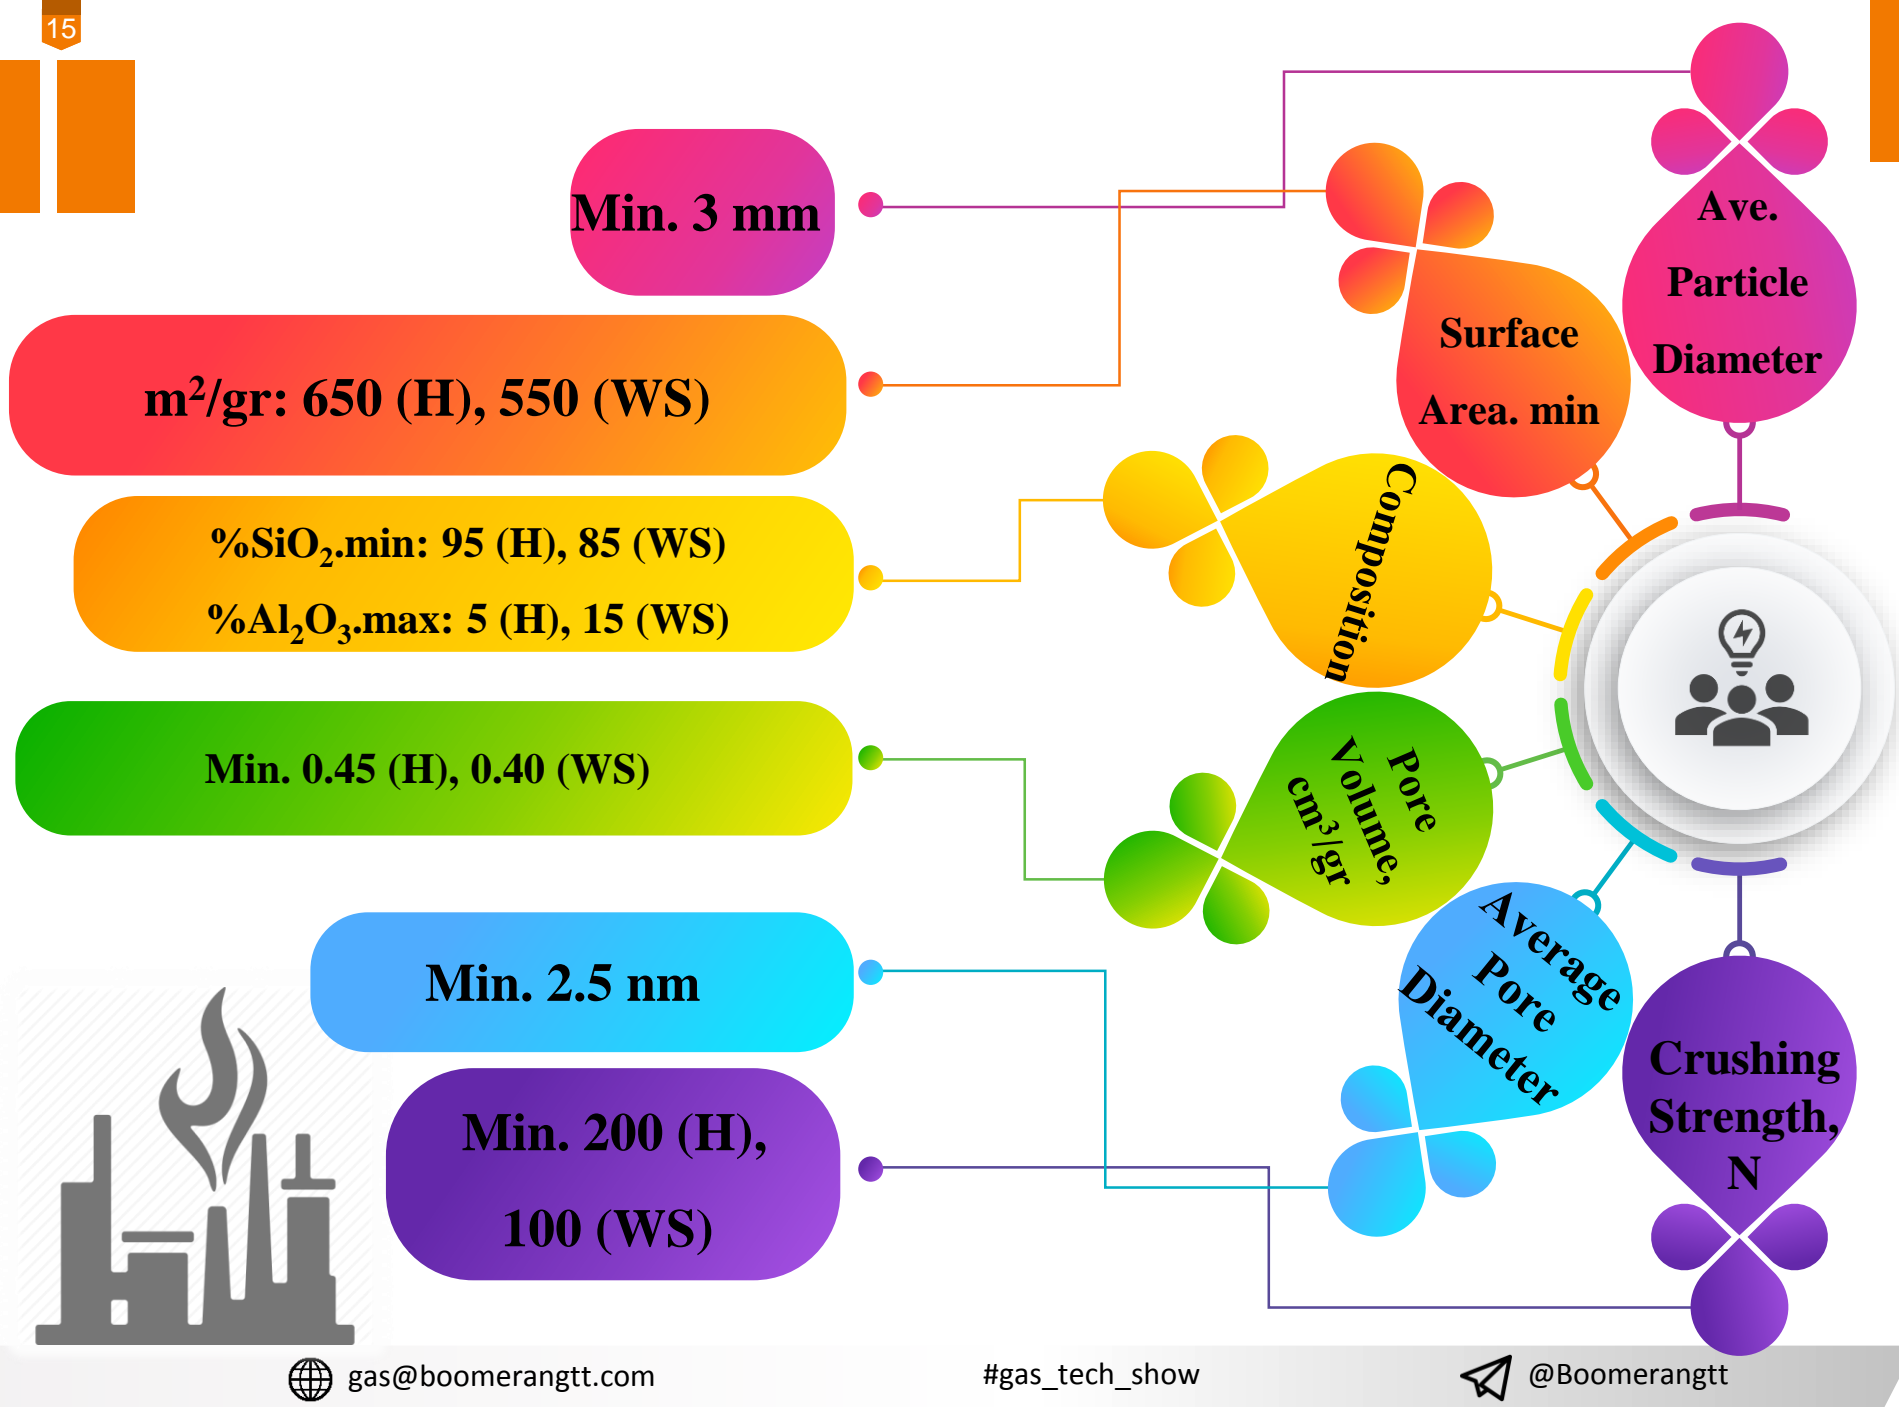 15
Min. 3 mm
Ave.
Particle
Diameter
m²/gr: 650 (H), 550 (WS)
Surface
Area. min
%SiO₂.min: 95 (H), 85 (WS)
%Al₂O₃.max: 5 (H), 15 (WS)
Composition
Min. 0.45 (H), 0.40 (WS)
Pore
Volume,
cm³/gr
Min. 2.5 nm
Average
Pore
Diameter
Min. 200 (H),
100 (WS)
Crushing
Strength,
N
gas@boomerangtt.com
#gas_tech_show
@Boomerangtt